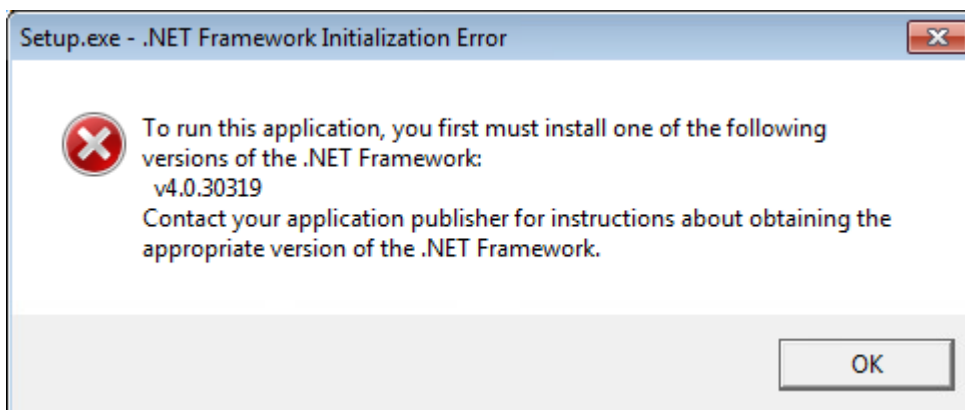 Setup.exe - .NET Framework Initialization Error
To run this application, you first must install one of the following
versions of the .NET Framework:
v4.0.30319
Contact your application publisher for instructions about obtaining the
appropriate version of the .NET Framework.
OK